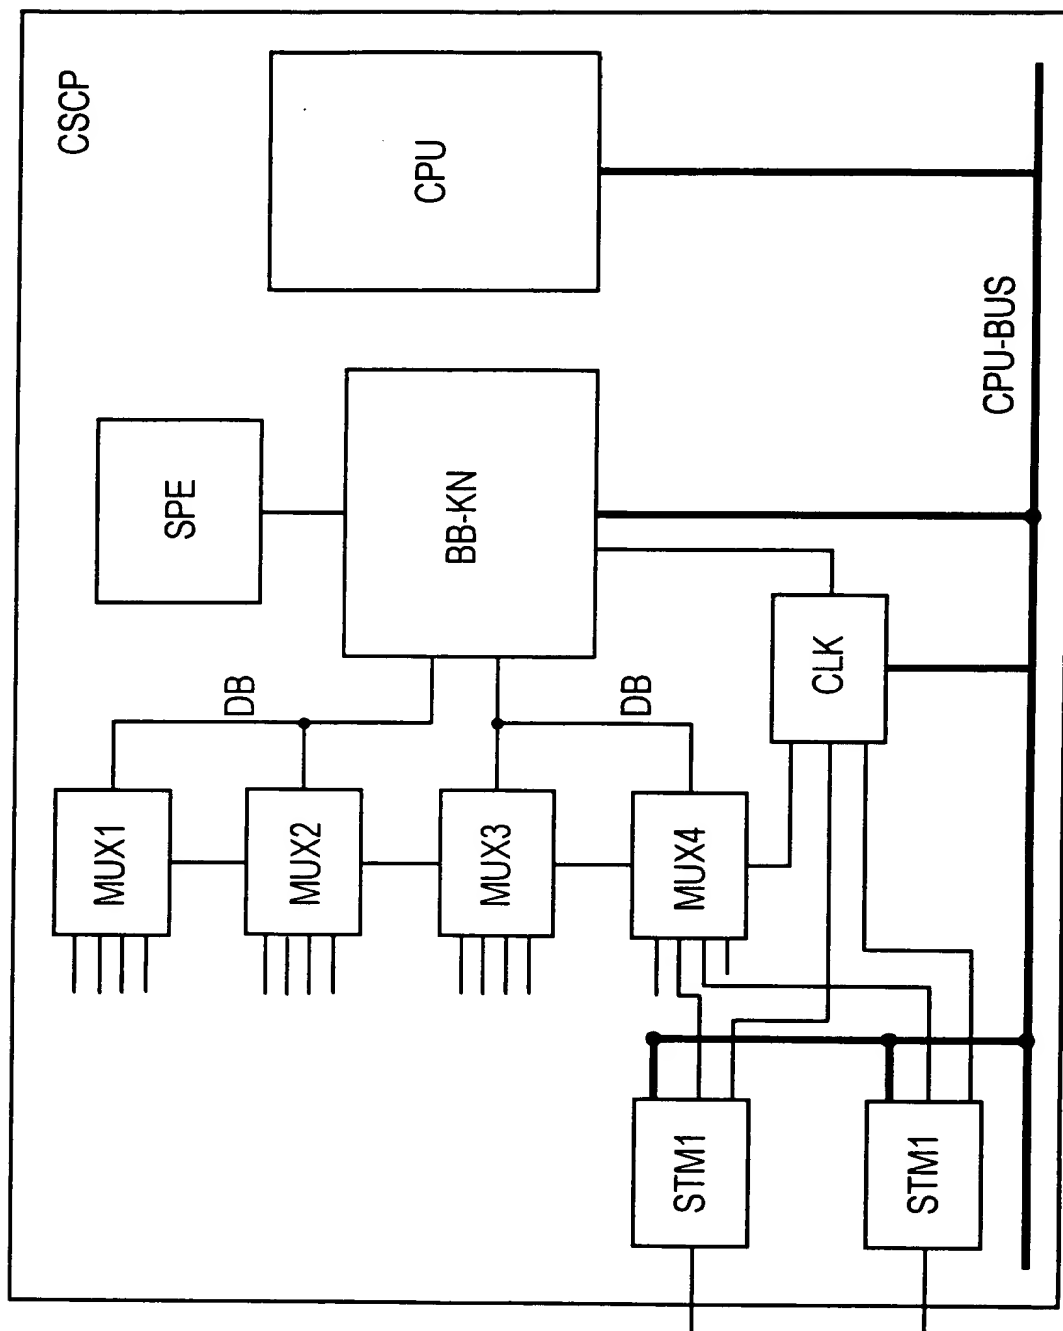 CSCP
CPU
SPE
BB-KN
CPU-BUS
DB
DB
CLK
MUX1
MUX2
MUX3
MUX4
STM1
STM1